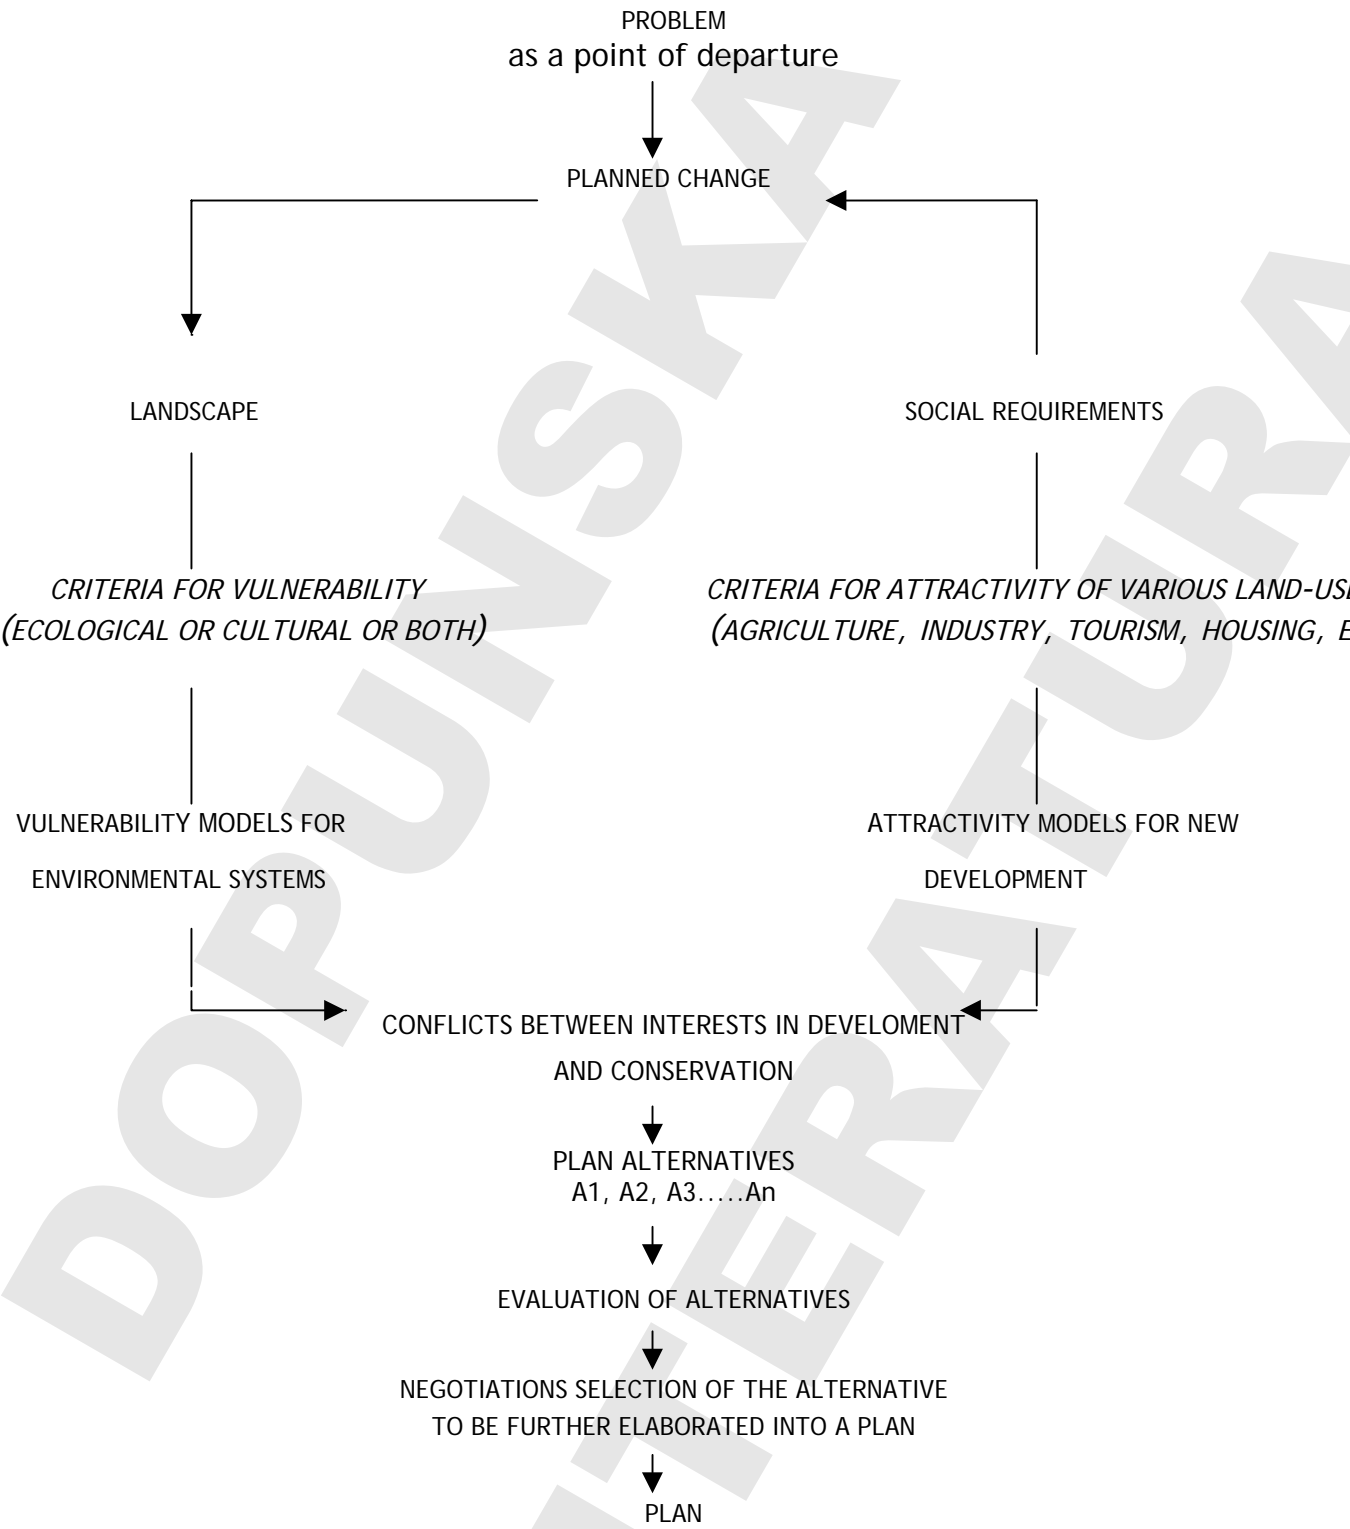 PROBLEM
as a point of departure
PLANNED CHANGE
LANDSCAPE
SOCIAL REQUIREMENTS
CRITERIA FOR VULNERABILITY
(ECOLOGICAL OR CULTURAL OR BOTH)
CRITERIA FOR ATTRACTIVITY OF VARIOUS LAND-USE
(AGRICULTURE, INDUSTRY, TOURISM, HOUSING, E
VULNERABILITY MODELS FOR
ENVIRONMENTAL SYSTEMS
ATTRACTIVITY MODELS FOR NEW
DEVELOPMENT
CONFLICTS BETWEEN INTERESTS IN DEVELOMENT
AND CONSERVATION
PLAN ALTERNATIVES
A1, A2, A3.....An
EVALUATION OF ALTERNATIVES
NEGOTIATIONS SELECTION OF THE ALTERNATIVE
TO BE FURTHER ELABORATED INTO A PLAN
PLAN
DOPUNSKA
TERATURA